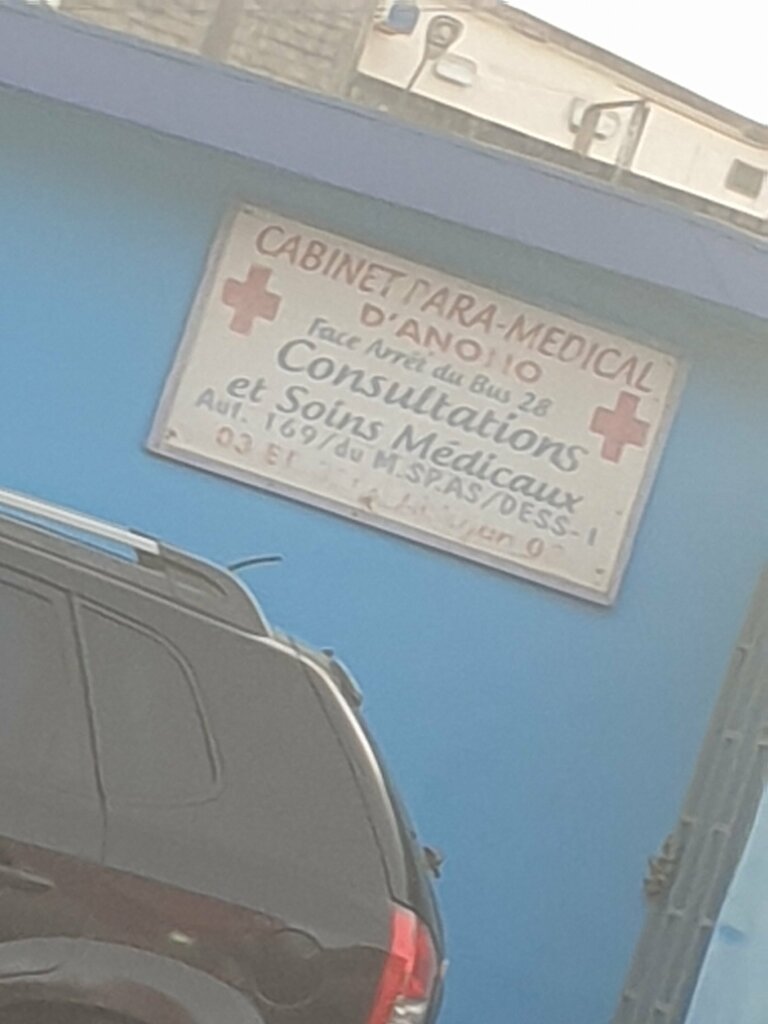 CABINET PARA-MEDICAL
D'ANONO
Face Arrêt du Bus 28
Consultations
et Soins Médicaux
Aut. 169/du M.SP.AS/DESS-1
03